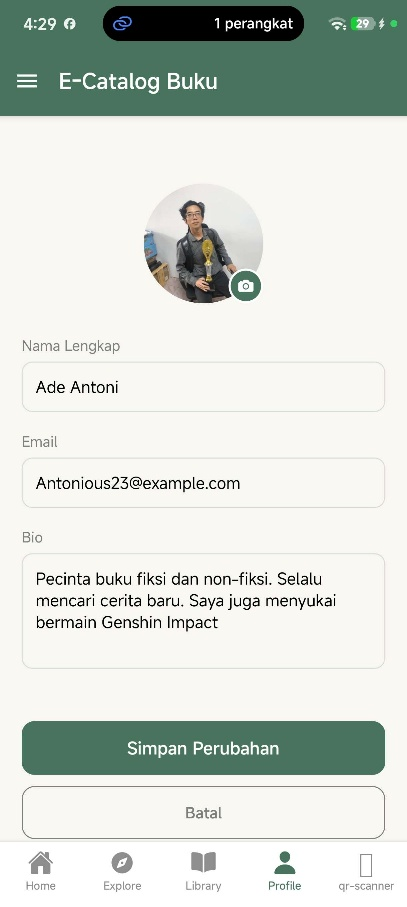 4:29
1 perangkat
29
E-Catalog Buku
Nama Lengkap
Ade Antoni
Email
Antonious23@example.com
Bio
Pecinta buku fiksi dan non-fiksi. Selalu
mencari cerita baru. Saya juga menyukai
bermain Genshin Impact
Simpan Perubahan
Batal
Home
Explore
Library
Profile
qr-scanner